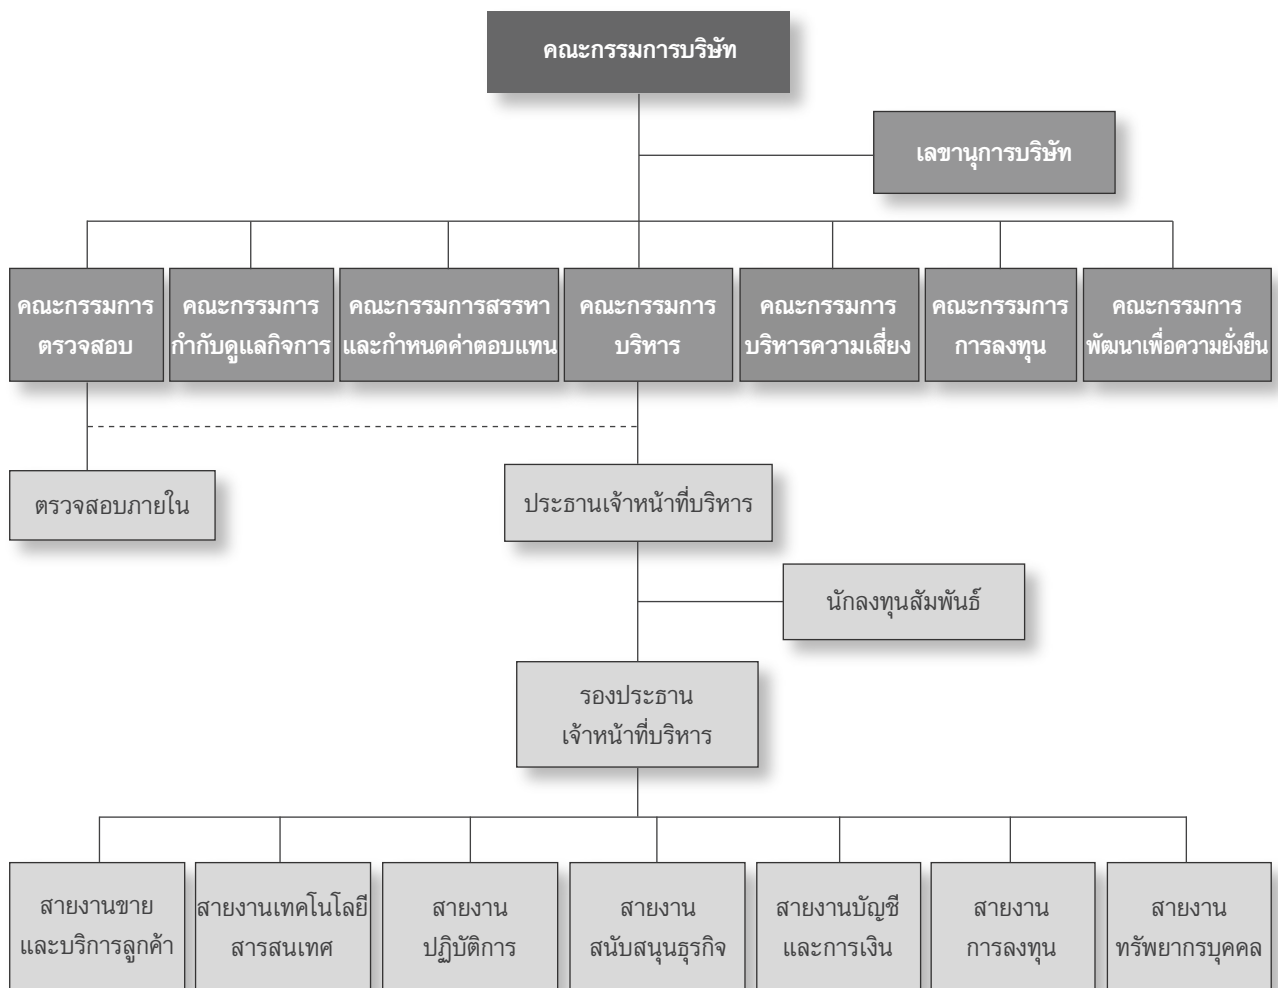 คณะกรรมการบริษัท
เลขานุการบริษัท
คณะกรรมการ
ตรวจสอบ
คณะกรรมการ
กำกับดูแลกิจการ
คณะกรรมการสรรหา
และกำหนดค่าตอบแทน
คณะกรรมการ
บริหาร
คณะกรรมการ
บริหารความเสี่ยง
คณะกรรมการ
การลงทุน
คณะกรรมการ
พัฒนาเพื่อความยั่งยืน
ตรวจสอบภายใน
ประธานเจ้าหน้าที่บริหาร
นักลงทุนสัมพันธ์
รองประธาน
เจ้าหน้าที่บริหาร
สายงานขาย
และบริการลูกค้า
สายงานเทคโนโลยี
สารสนเทศ
สายงาน
ปฏิบัติการ
สายงาน
สนับสนุนธุรกิจ
สายงานบัญชี
และการเงิน
สายงาน
การลงทุน
สายงาน
ทรัพยากรบุคคล